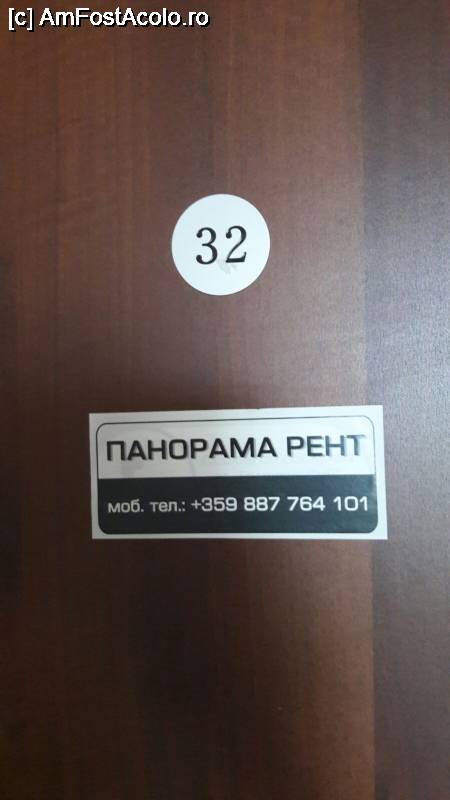 [c] AmFostAcolo.ro
32
ПАНОРАМА РЕНТ
моб. тел.: +359 887 764 101